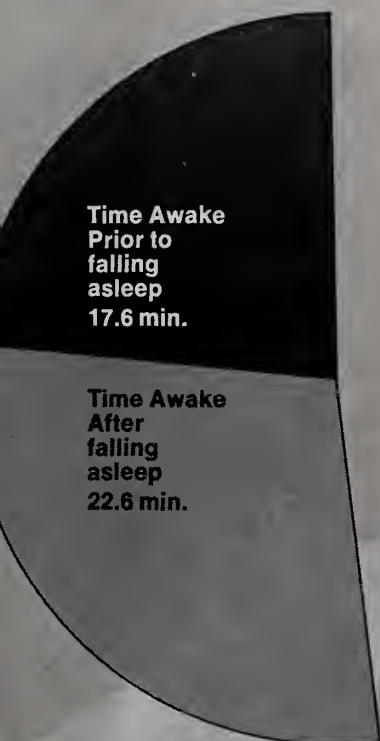 Time Awake
Prior to
falling
asleep
17.6 min.
Time Awake
After
falling
asleep
22.6 min.